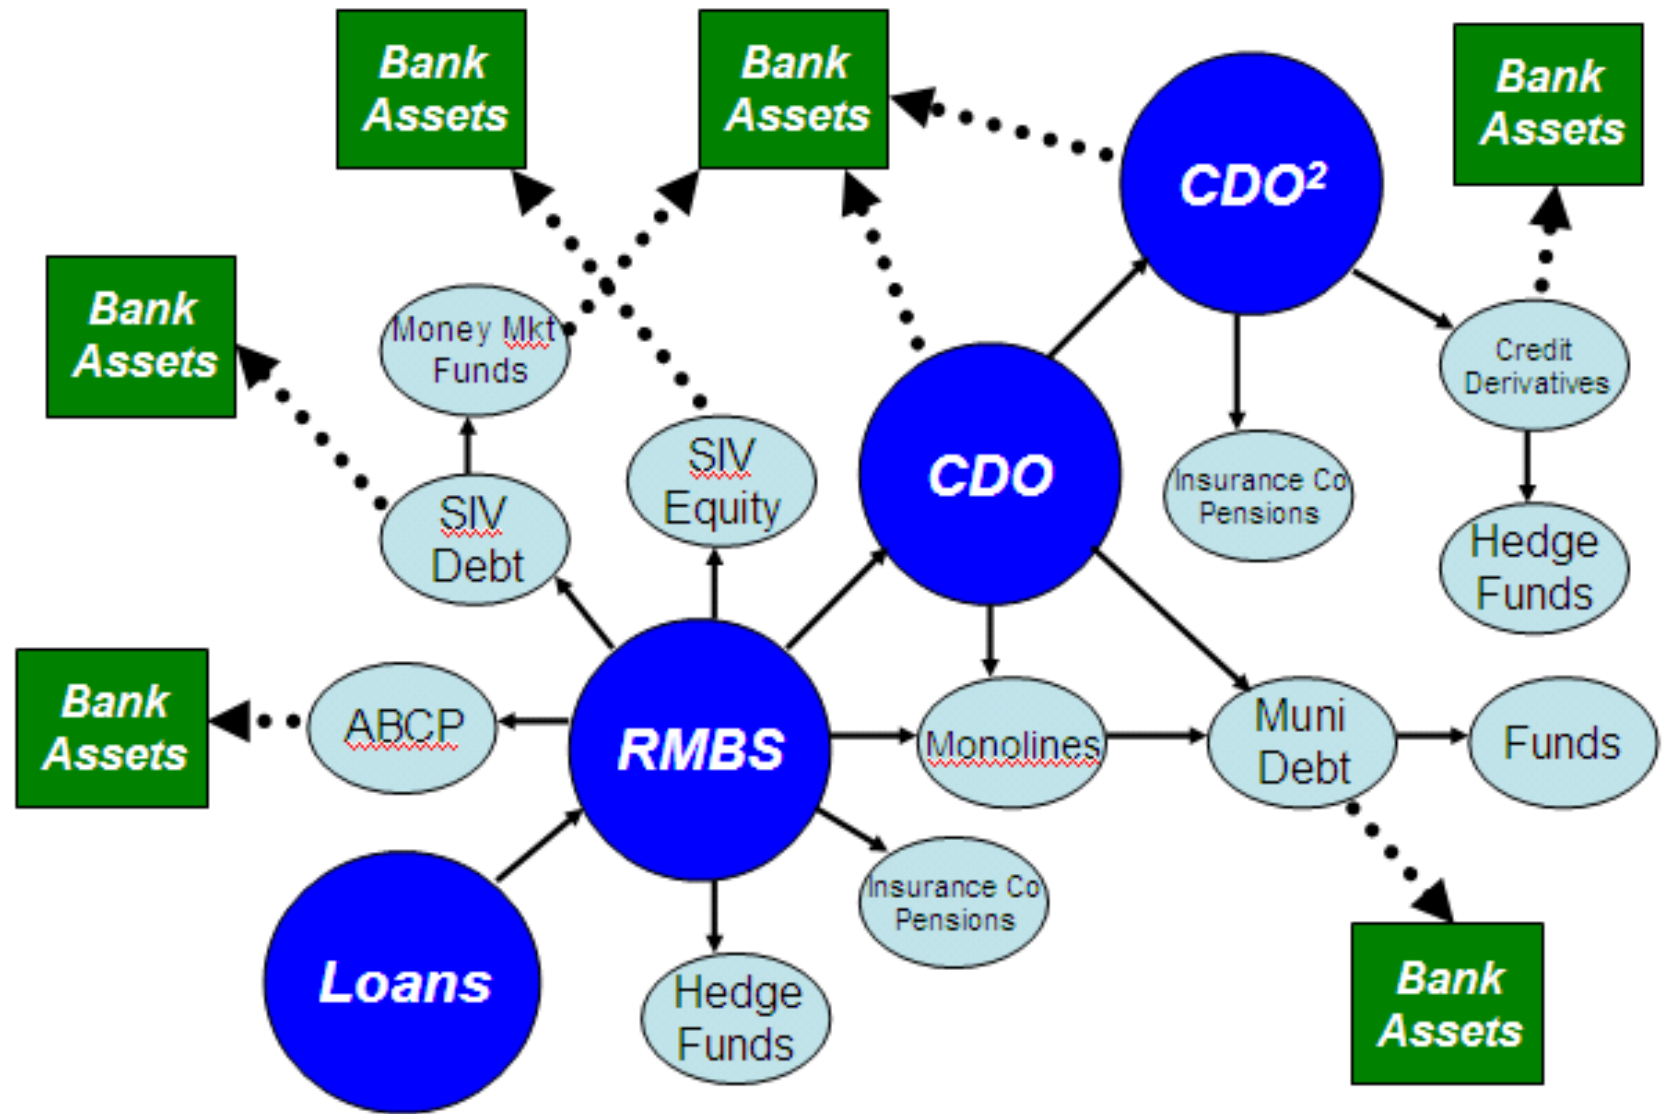 Bank
Assets
Bank
Assets
Bank
Assets
CDO²
Bank
Assets
Money Mkt
Funds
Credit
Derivatives
SIV
Equity
CDO
Insurance Co
Pensions
SIV
Debt
Hedge
Funds
Bank
Assets
ABCP
RMBS
Monolines
Muni
Debt
Funds
Insurance Co
Pensions
Loans
Hedge
Funds
Bank
Assets